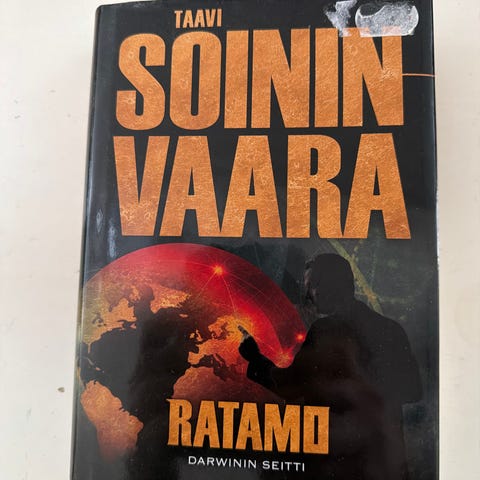 TAAVI
SOININ
VAARA
RATAMO
DARWININ SEITTI